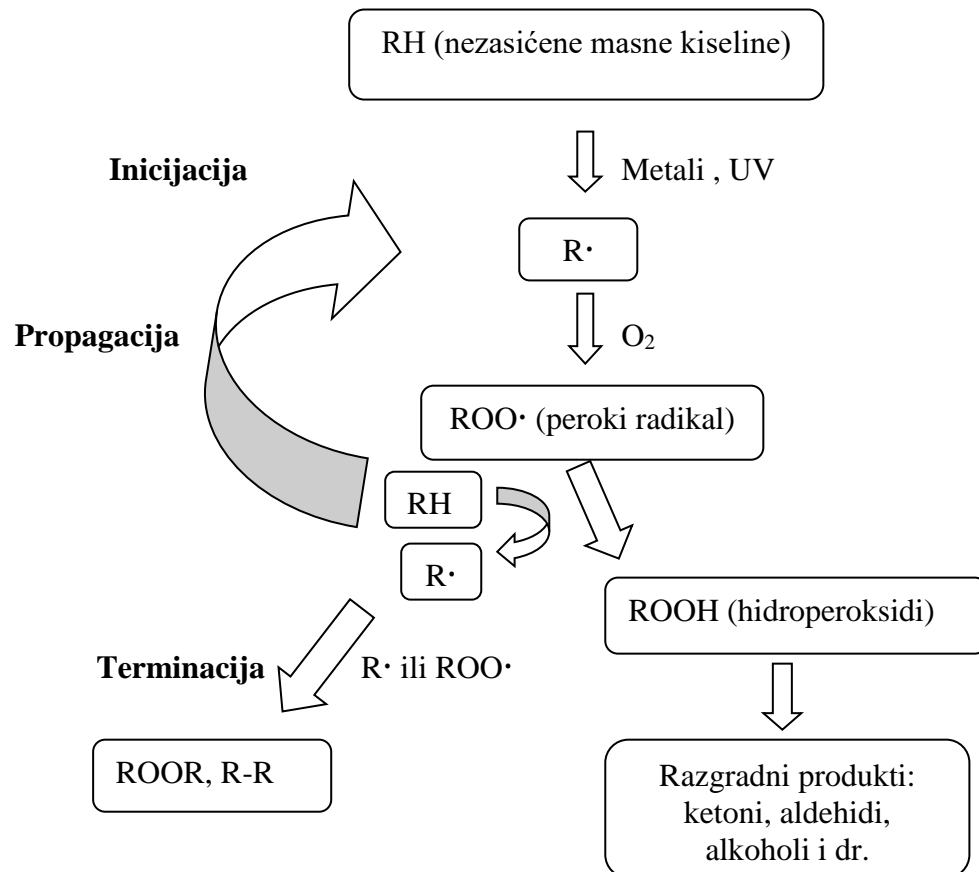 RH (nezasićene masne kiseline)
Inicijacija
Metali , UV
R·
Propagacija
O₂
ROO· (peroki radikal)
RH
R·
ROOH (hidroperoksidi)
Terminacija
R· ili ROO·
ROOR, R-R
Razgradni produkti:
ketoni, aldehidi,
alkoholi i dr.